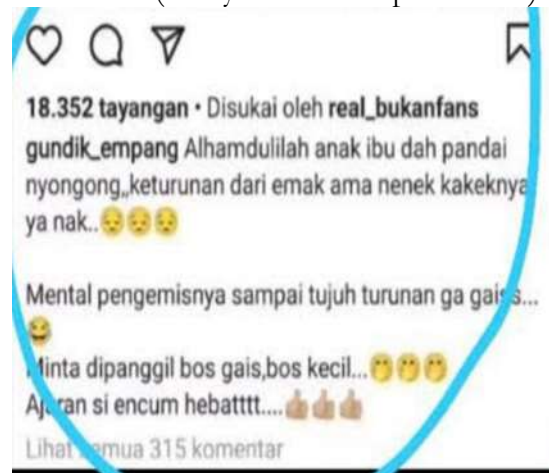 18.352 tayangan • Disukai oleh real_bukanfans
gundik_empang Alhamdulilah anak ibu dah pandai
nyongong,,keturunan dari emak ama nenek kakeknya
ya nak..😔😔😔
Mental pengemisnya sampai tujuh turunan ga gaiss...
😂
Minta dipanggil bos gais,bos kecil...🤭🤭🤭
Ajaran si encum hebatttt....👍🏼👍🏼👍🏼
Lihat semua 315 komentar